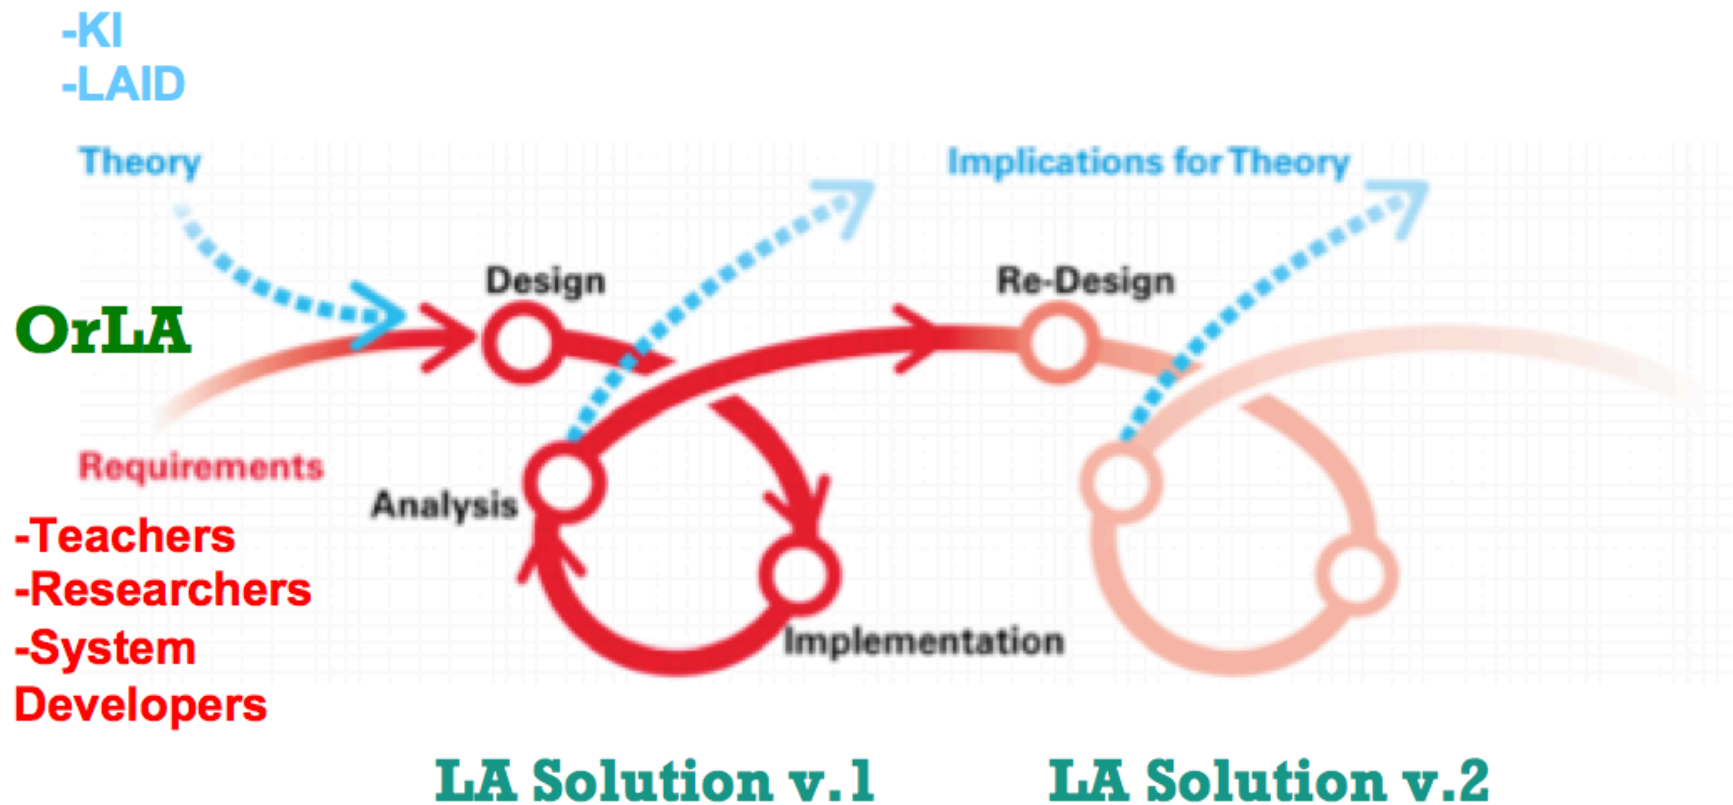 -KI
-LAID
Theory
Implications for Theory
Design
Re-Design
OrLA
Requirements
Analysis
-Teachers
-Researchers
-System
Developers
Implementation
LA Solution v.1
LA Solution v.2